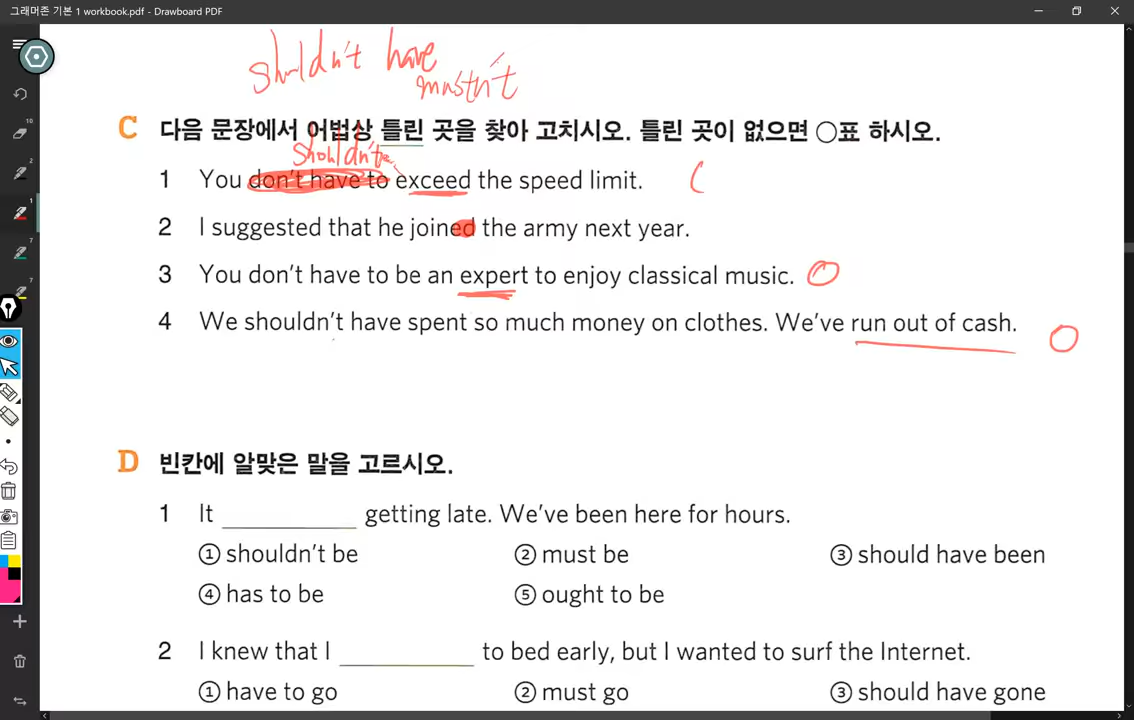 그래머존 기본 1 workbook.pdf - Drawboard PDF
shouldn't have
mustn't
C 다음 문장에서 어법상 틀린 곳을 찾아 고치시오. 틀린 곳이 없으면 ○표 하시오.
shouldn't
1 You don't have to exceed the speed limit.
2 I suggested that he joined the army next year.
3 You don't have to be an expert to enjoy classical music.
4 We shouldn't have spent so much money on clothes. We've run out of cash.
D 빈칸에 알맞은 말을 고르시오.
1 It ____________ getting late. We've been here for hours.
① shouldn't be ② must be ③ should have been
④ has to be ⑤ ought to be
2 I knew that I ____________ to bed early, but I wanted to surf the Internet.
① have to go ② must go ③ should have gone
10
2
1
7
7